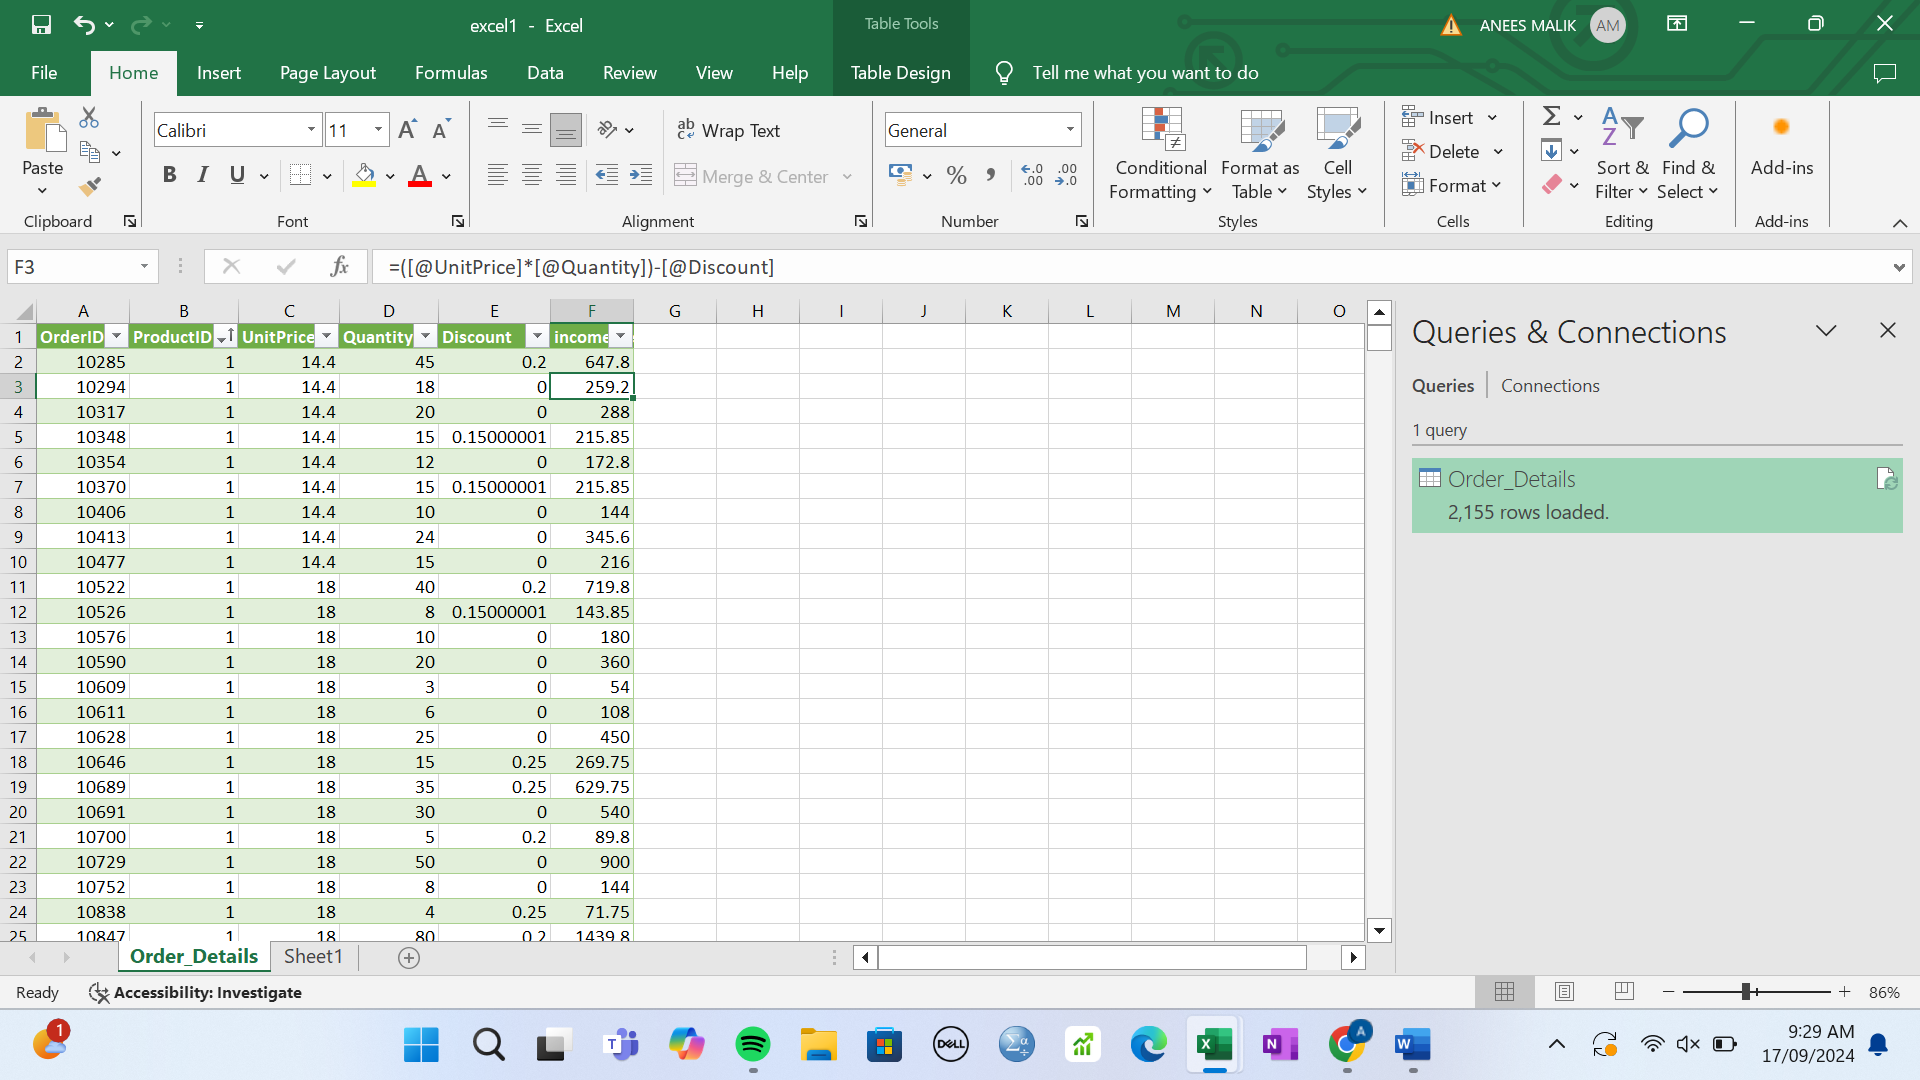 excel1 - Excel
Table Tools
ANEES MALIK AM
File Home Insert Page Layout Formulas Data Review View Help Table Design Tell me what you want to do
Paste
Clipboard
Calibri 11
B I U A
Font
ab Wrap Text
Merge & Center
Alignment
General
% ,
Number
Conditional Formatting
Format as Table
Cell Styles
Styles
Insert
Delete
Format
Cells
Sort & Filter
Find & Select
Editing
Add-ins
Add-ins
F3 fx =([@UnitPrice]*[@Quantity])-[@Discount]
A B C D E F G H I J K L M N O
1 OrderID ProductID UnitPrice Quantity Discount income
2 10285 1 14.4 45 0.2 647.8
3 10294 1 14.4 18 0 259.2
4 10317 1 14.4 20 0 288
5 10348 1 14.4 15 0.15000001 215.85
6 10354 1 14.4 12 0 172.8
7 10370 1 14.4 15 0.15000001 215.85
8 10406 1 14.4 10 0 144
9 10413 1 14.4 24 0 345.6
10 10477 1 14.4 15 0 216
11 10522 1 18 40 0.2 719.8
12 10526 1 18 8 0.15000001 143.85
13 10576 1 18 10 0 180
14 10590 1 18 20 0 360
15 10609 1 18 3 0 54
16 10611 1 18 6 0 108
17 10628 1 18 25 0 450
18 10646 1 18 15 0.25 269.75
19 10689 1 18 35 0.25 629.75
20 10691 1 18 30 0 540
21 10700 1 18 5 0.2 89.8
22 10729 1 18 50 0 900
23 10752 1 18 8 0 144
24 10838 1 18 4 0.25 71.75
25 10847 1 18 80 0.2 1439.8
Queries & Connections
Queries Connections
1 query
Order_Details
2,155 rows loaded.
Order_Details Sheet1
Ready Accessibility: Investigate 86%
1
DELL
9:29 AM
17/09/2024